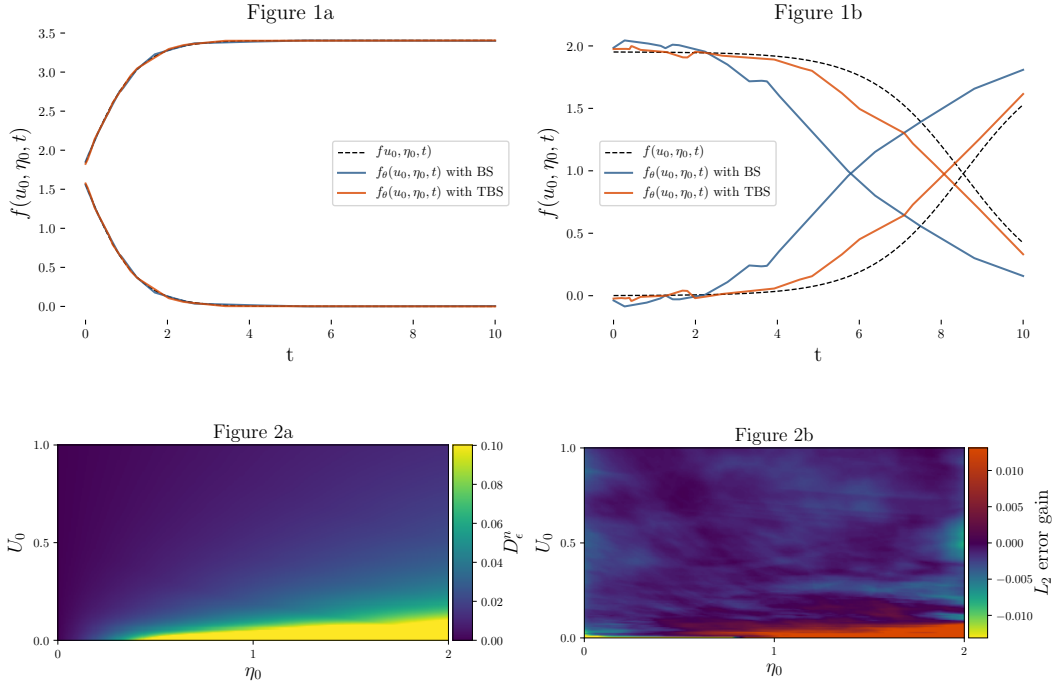 Figure 1a
f(u₀, η₀, t)
3.5
3.0
2.5
2.0
1.5
1.0
0.5
0.0
0 2 4 6 8 10
t
f u₀, η₀, t)
f_θ(u₀, η₀, t) with BS
f_θ(u₀, η₀, t) with TBS
Figure 1b
f(u₀, η₀, t)
2.0
1.5
1.0
0.5
0.0
0 2 4 6 8 10
t
f(u₀, η₀, t)
f_θ(u₀, η₀, t) with BS
f_θ(u₀, η₀, t) with TBS
Figure 2a
U₀
1.0
0.5
0.0
0 1 2
η₀
0.10
0.08
0.06
0.04
0.02
0.00
D_ϵⁿ
Figure 2b
U₀
1.0
0.5
0.0
0 1 2
η₀
0.010
0.005
0.000
−0.005
−0.010
L₂ error gain